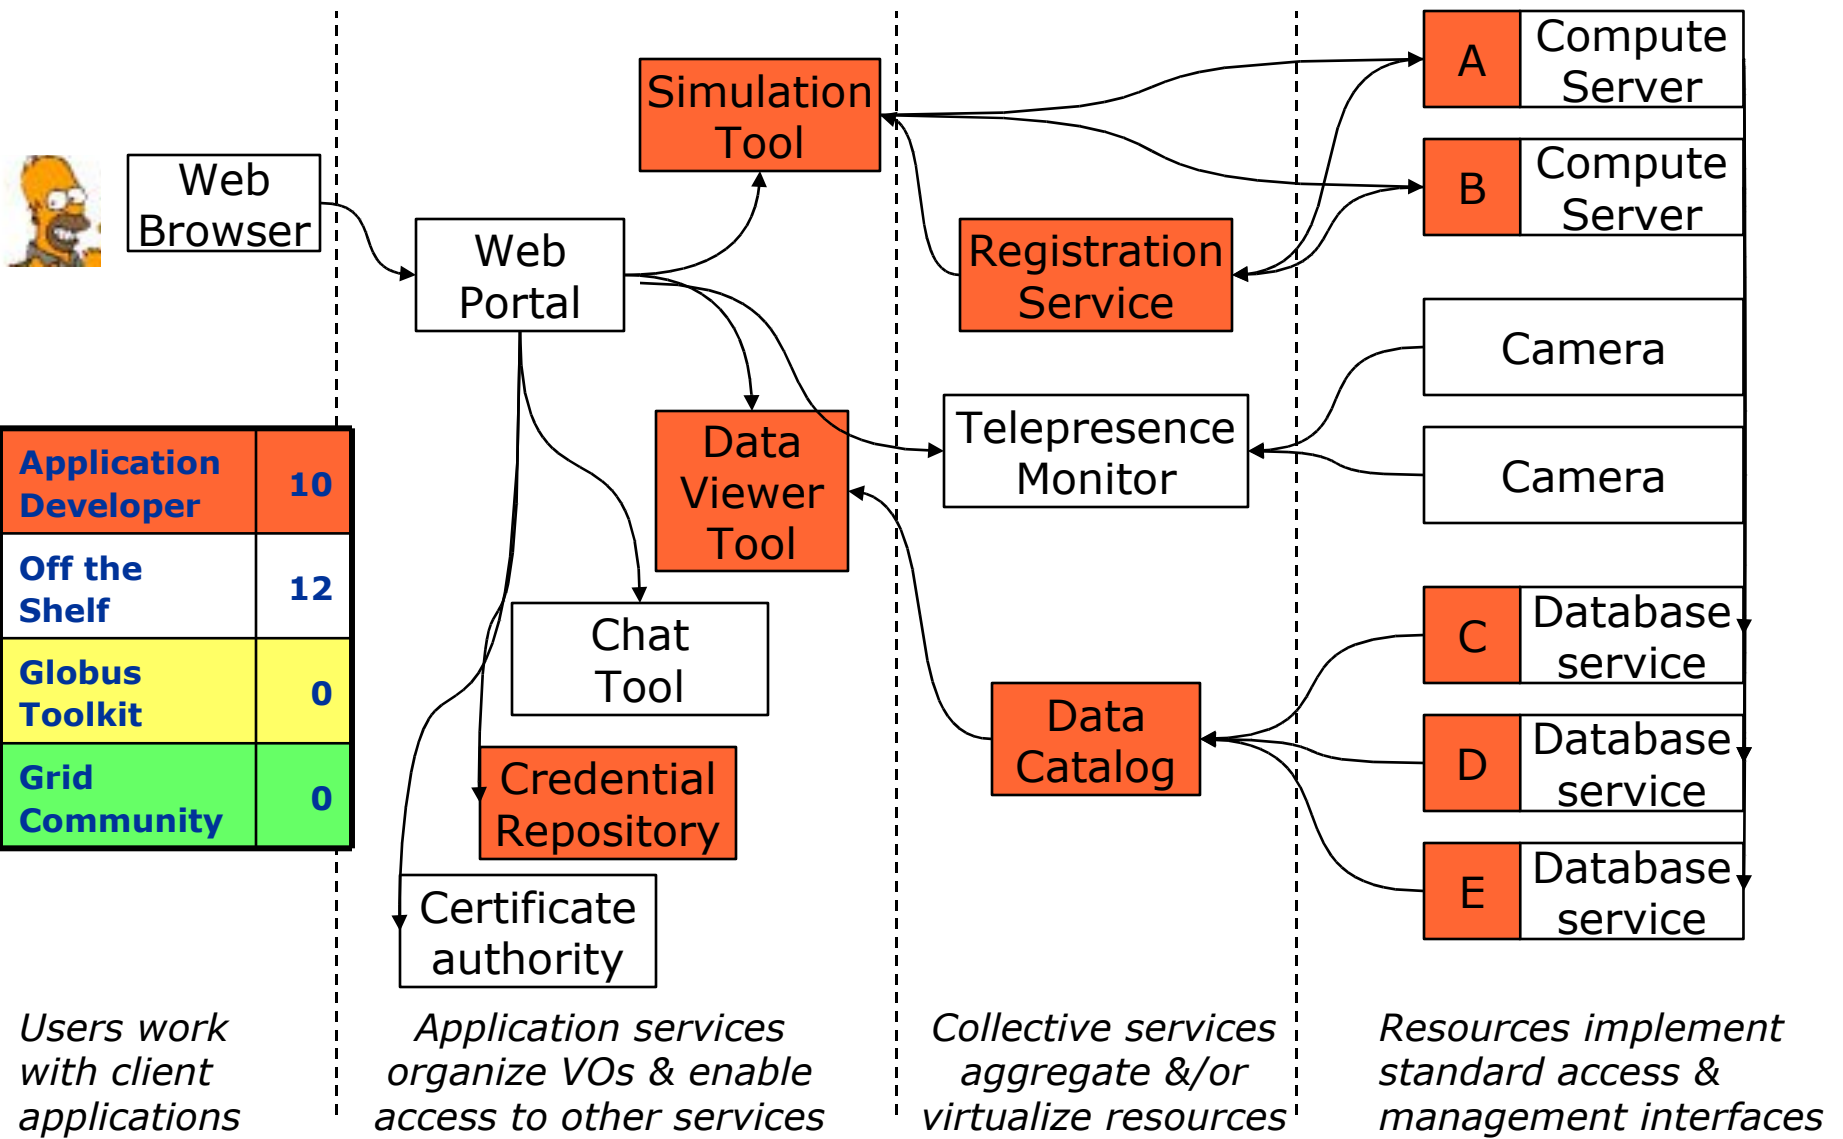 Web
Browser
Web
Portal
Simulation
Tool
Data
Viewer
Tool
Chat
Tool
Credential
Repository
Certificate
authority
Registration
Service
Telepresence
Monitor
Data
Catalog
A
Compute
Server
B
Compute
Server
Camera
Camera
C
Database
service
D
Database
service
E
Database
service
Application
Developer
10
Off the
Shelf
12
Globus
Toolkit
0
Grid
Community
0
Users work
with client
applications
Application services
organize VOs & enable
access to other services
Collective services
aggregate &/or
virtualize resources
Resources implement
standard access &
management interfaces